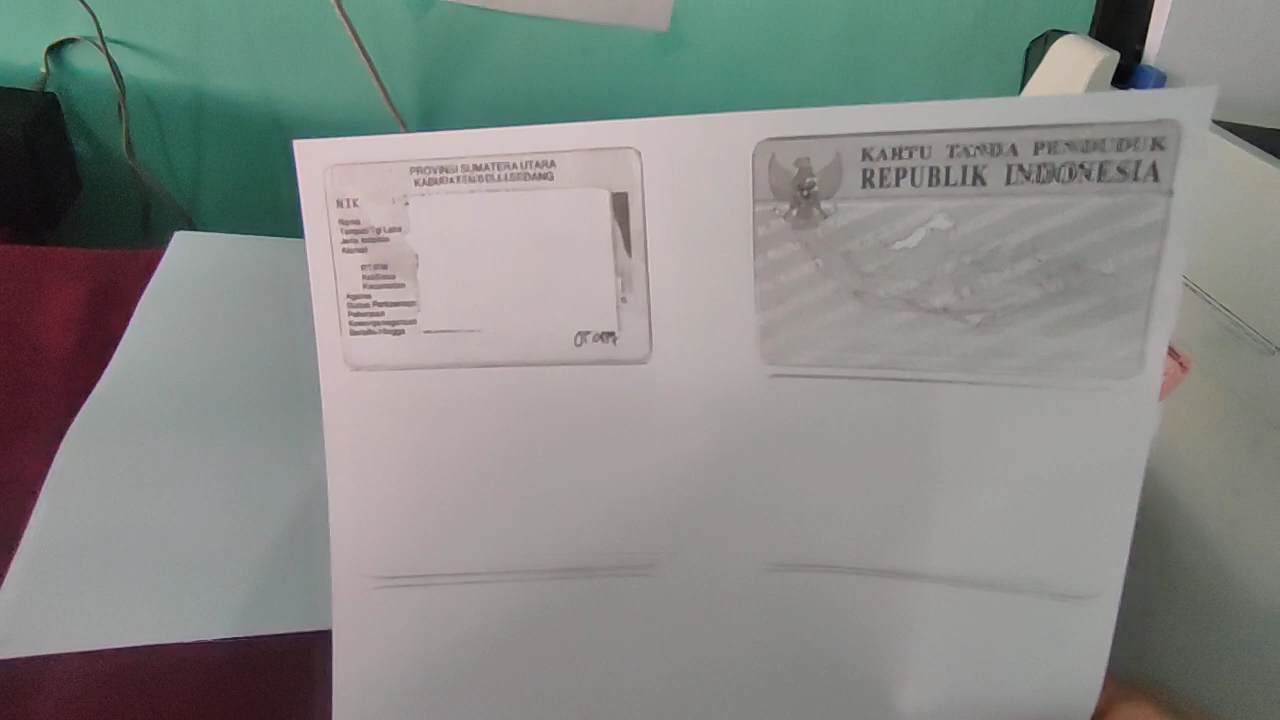 PROVINSI SUMATERA UTARA
KABUPATEN DELI SERDANG
NIK
Nama
Tempat/Tgl Lahir
Jenis kelamin
Alamat
RT/RW
Kel/Desa
Kecamatan
Agama
Status Perkawinan
Pekerjaan
Kewarganegaraan
Berlaku Hingga
KARTU TANDA PENDUDUK
REPUBLIK INDONESIA